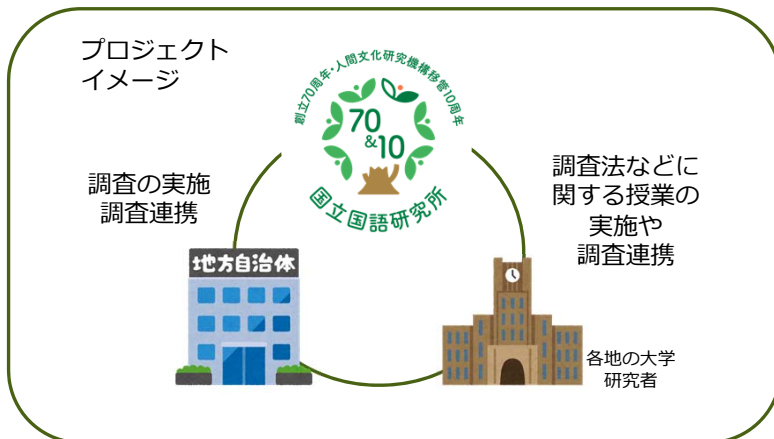 プロジェクト
イメージ
創立70周年・人間文化研究機構移管10周年
70
&10
国立国語研究所
調査の実施
調査連携
調査法などに
関する授業の
実施や
調査連携
地方自治体
各地の大学
研究者